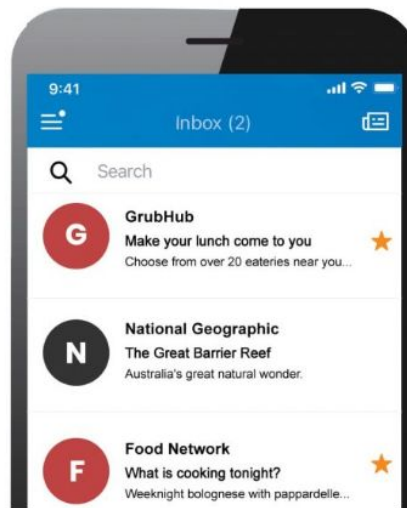 9:41
Inbox (2)
Search
G
GrubHub
Make your lunch come to you
Choose from over 20 eateries near you...
N
National Geographic
The Great Barrier Reef
Australia's great natural wonder.
F
Food Network
What is cooking tonight?
Weeknight bolognese with pappardelle...